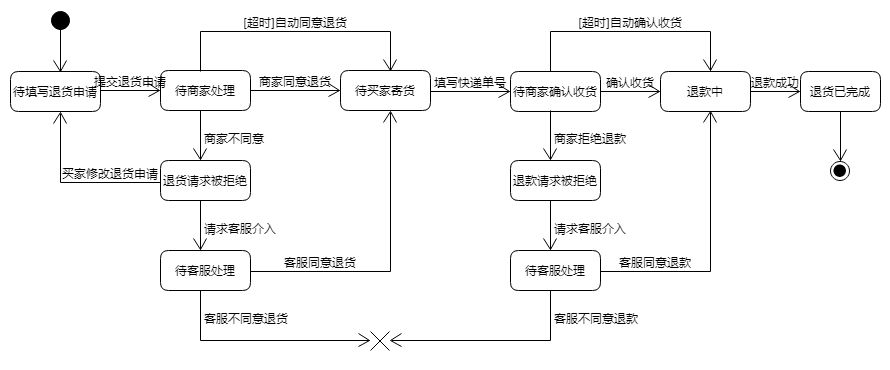 [超时]自动同意退货
[超时]自动确认收货
待填写退货申请
提交退货申请
待商家处理
商家同意退货
待买家寄货
填写快递单号
待商家确认收货
确认收货
退款中
退款成功
退货已完成
商家不同意
商家拒绝退款
买家修改退货申请
退货请求被拒绝
退款请求被拒绝
请求客服介入
请求客服介入
待客服处理
客服同意退货
待客服处理
客服同意退款
客服不同意退货
客服不同意退款